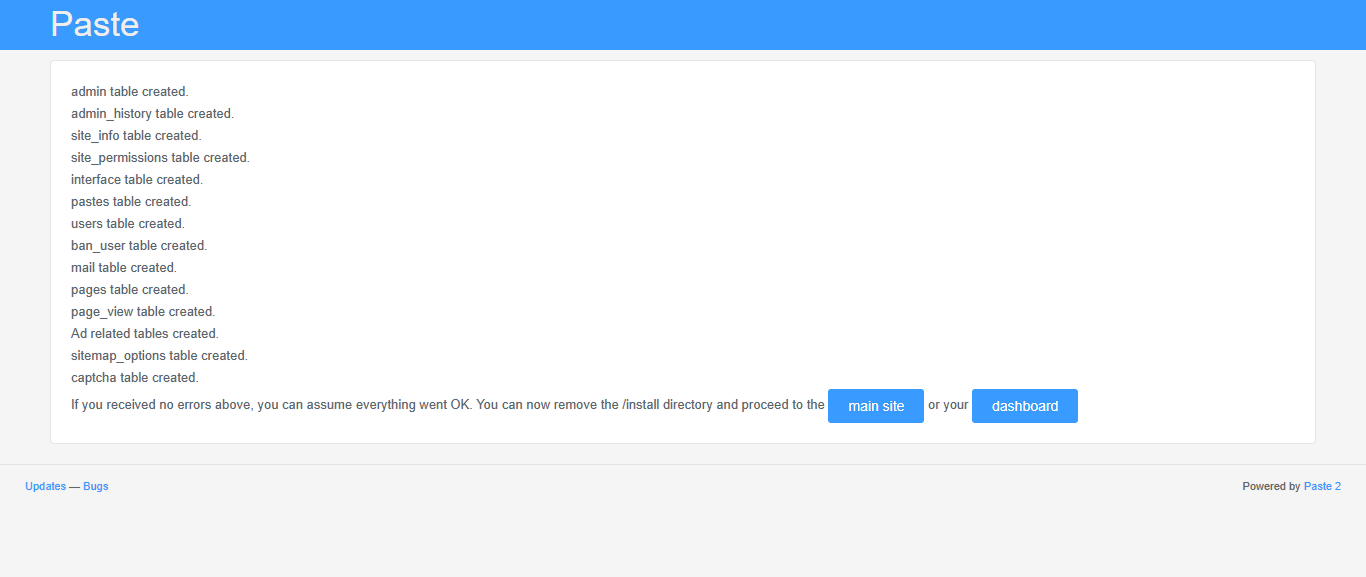 Paste
admin table created.
admin_history table created.
site_info table created.
site_permissions table created.
interface table created.
pastes table created.
users table created.
ban_user table created.
mail table created.
pages table created.
page_view table created.
Ad related tables created.
sitemap_options table created.
captcha table created.
If you received no errors above, you can assume everything went OK. You can now remove the /install directory and proceed to the main site or your dashboard
Updates — Bugs Powered by Paste 2